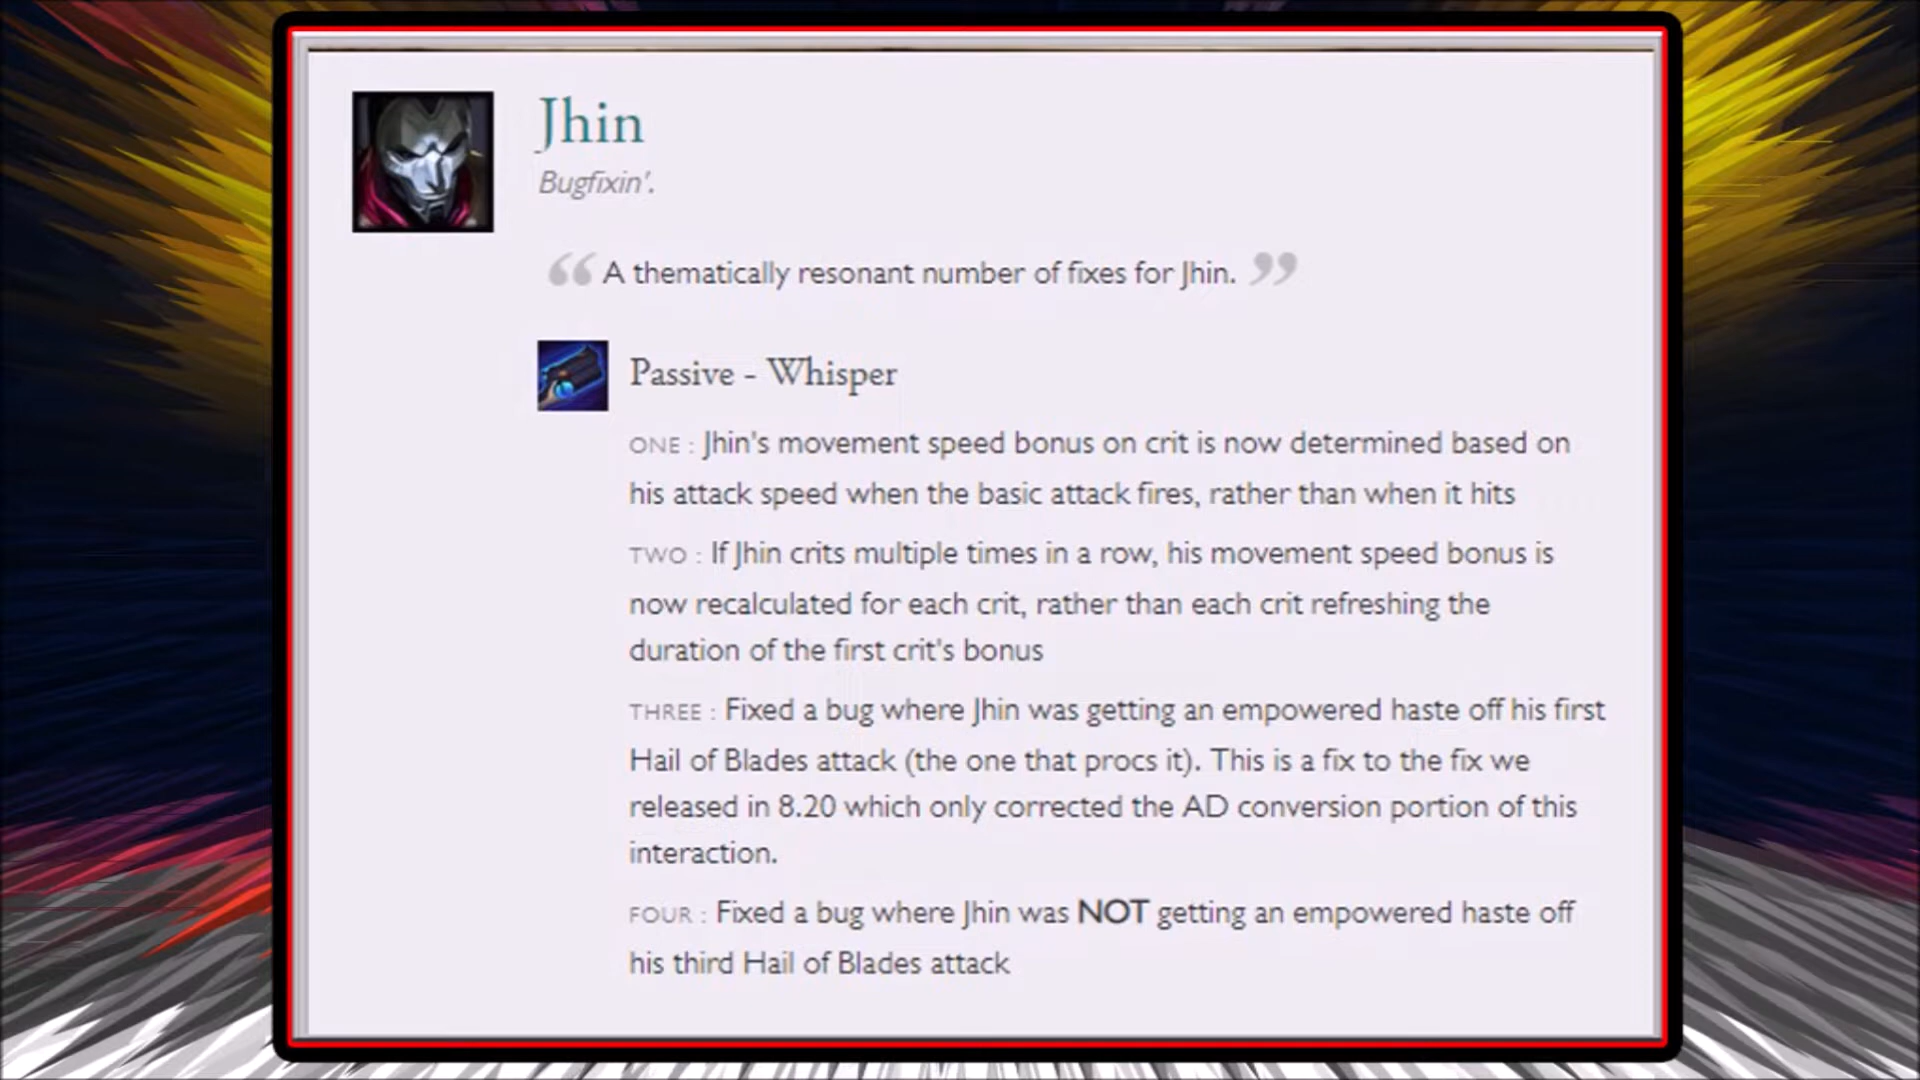 Jhin
Bugfixin'.
“ A thematically resonant number of fixes for Jhin. ”
Passive - Whisper
ONE : Jhin's movement speed bonus on crit is now determined based on
his attack speed when the basic attack fires, rather than when it hits
TWO : If Jhin crits multiple times in a row, his movement speed bonus is
now recalculated for each crit, rather than each crit refreshing the
duration of the first crit's bonus
THREE : Fixed a bug where Jhin was getting an empowered haste off his first
Hail of Blades attack (the one that procs it). This is a fix to the fix we
released in 8.20 which only corrected the AD conversion portion of this
interaction.
FOUR : Fixed a bug where Jhin was NOT getting an empowered haste off
his third Hail of Blades attack